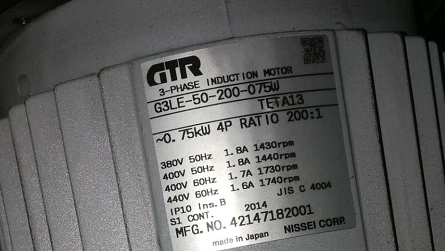 GTR
3-PHASE INDUCTION MOTOR
G3LE-50-200-075W
TETA13
~0.75kW 4P RATIO 200:1
380V 50Hz 1.8A 1430rpm
400V 50Hz 1.8A 1440rpm
400V 60Hz 1.7A 1730rpm
440V 60Hz 1.6A 1740rpm
IP10 Ins.B JIS C 4004
S1 CONT. 2014
MFG.NO.42147182001
made in Japan NISSEI CORP.